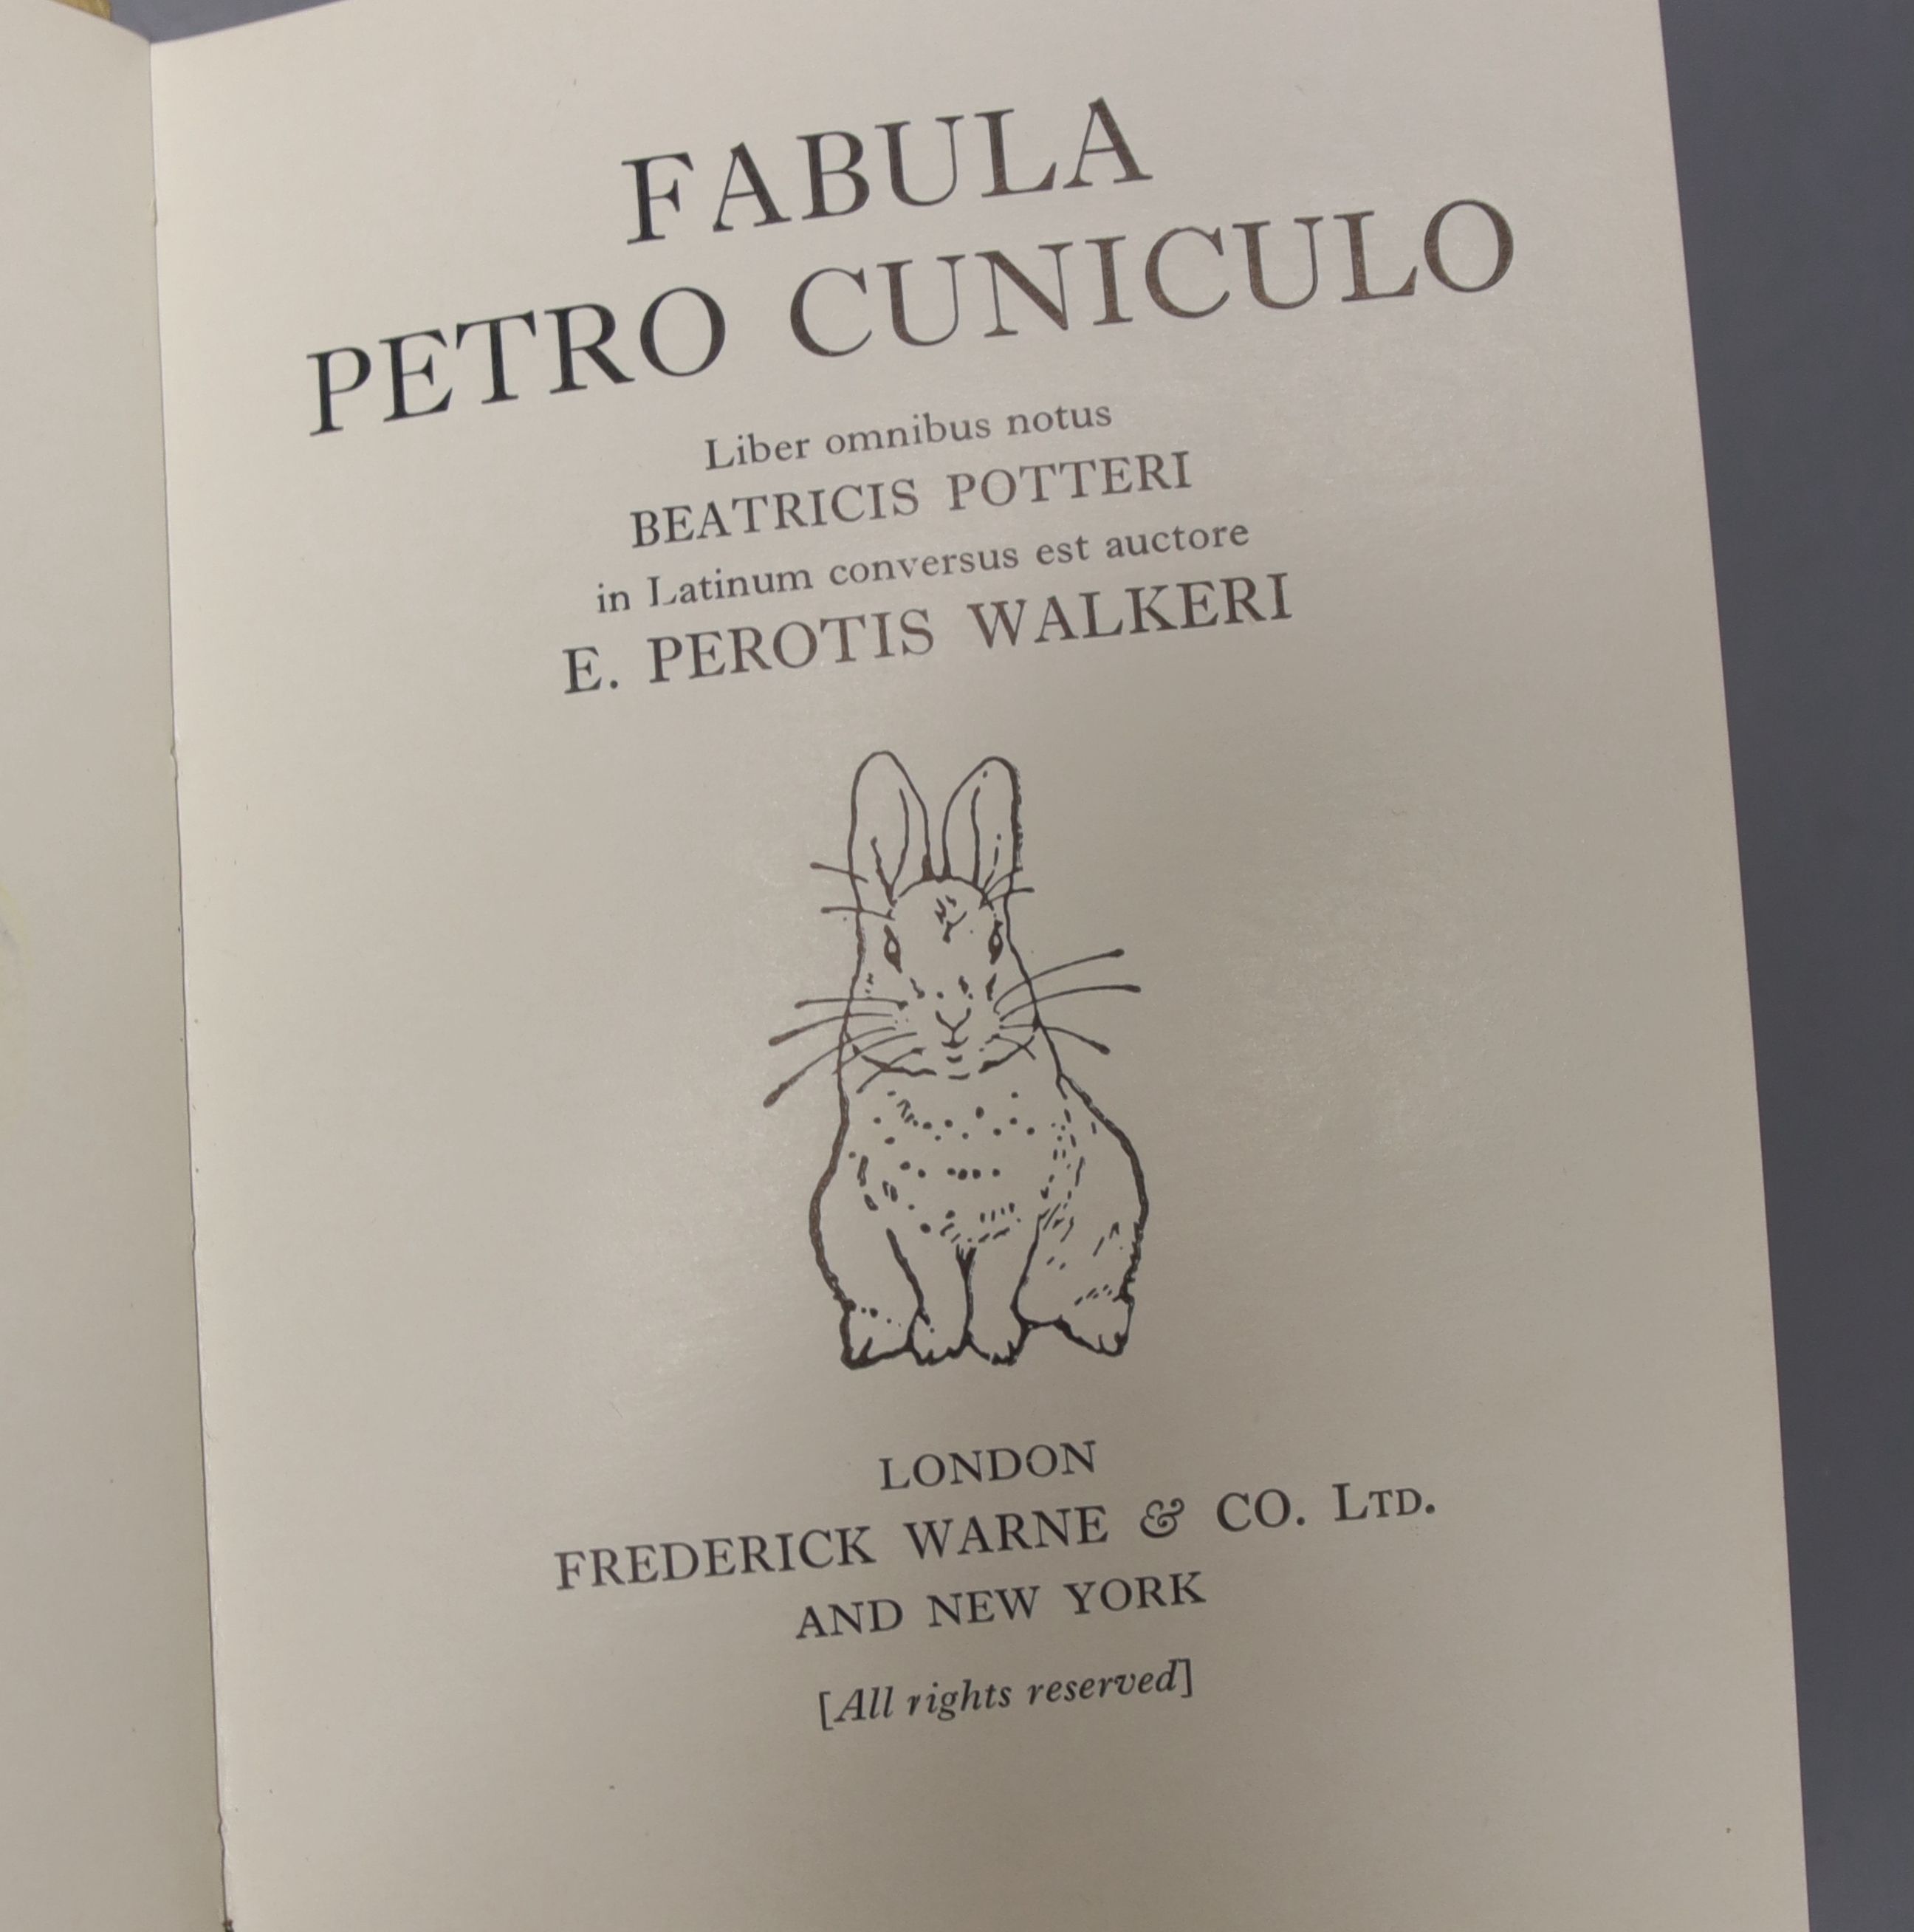 FABULA
PETRO CUNICULO
Liber omnibus notus
BEATRICIS POTTERI
in Latinum conversus est auctore
E. PEROTIS WALKERI
LONDON
FREDERICK WARNE & CO. LTD.
AND NEW YORK
[All rights reserved]